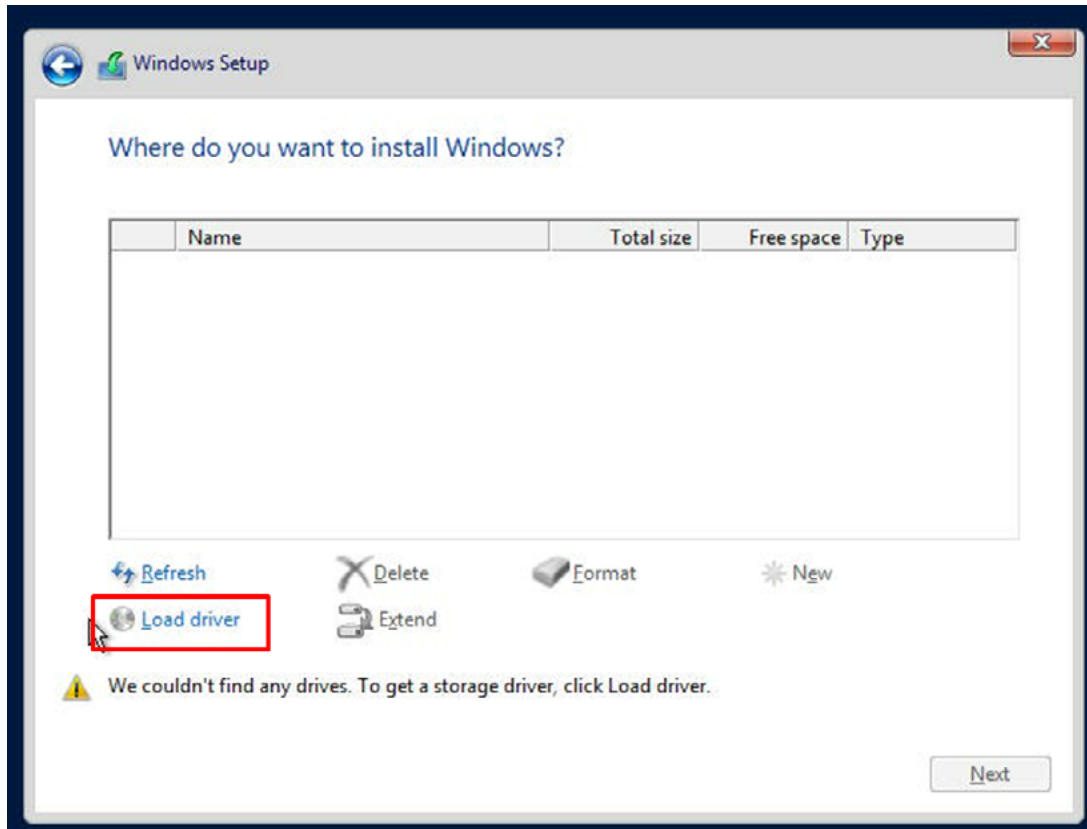 Windows Setup
Where do you want to install Windows?
Name Total size Free space Type
Refresh Delete Format New
Load driver Extend
We couldn't find any drives. To get a storage driver, click Load driver.
Next